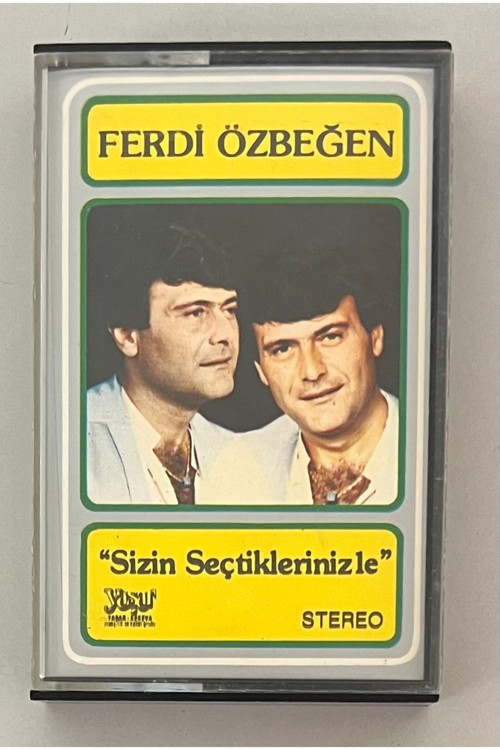 FERDİ ÖZBEĞEN
“Sizin Seçtiklerinizle”
STEREO